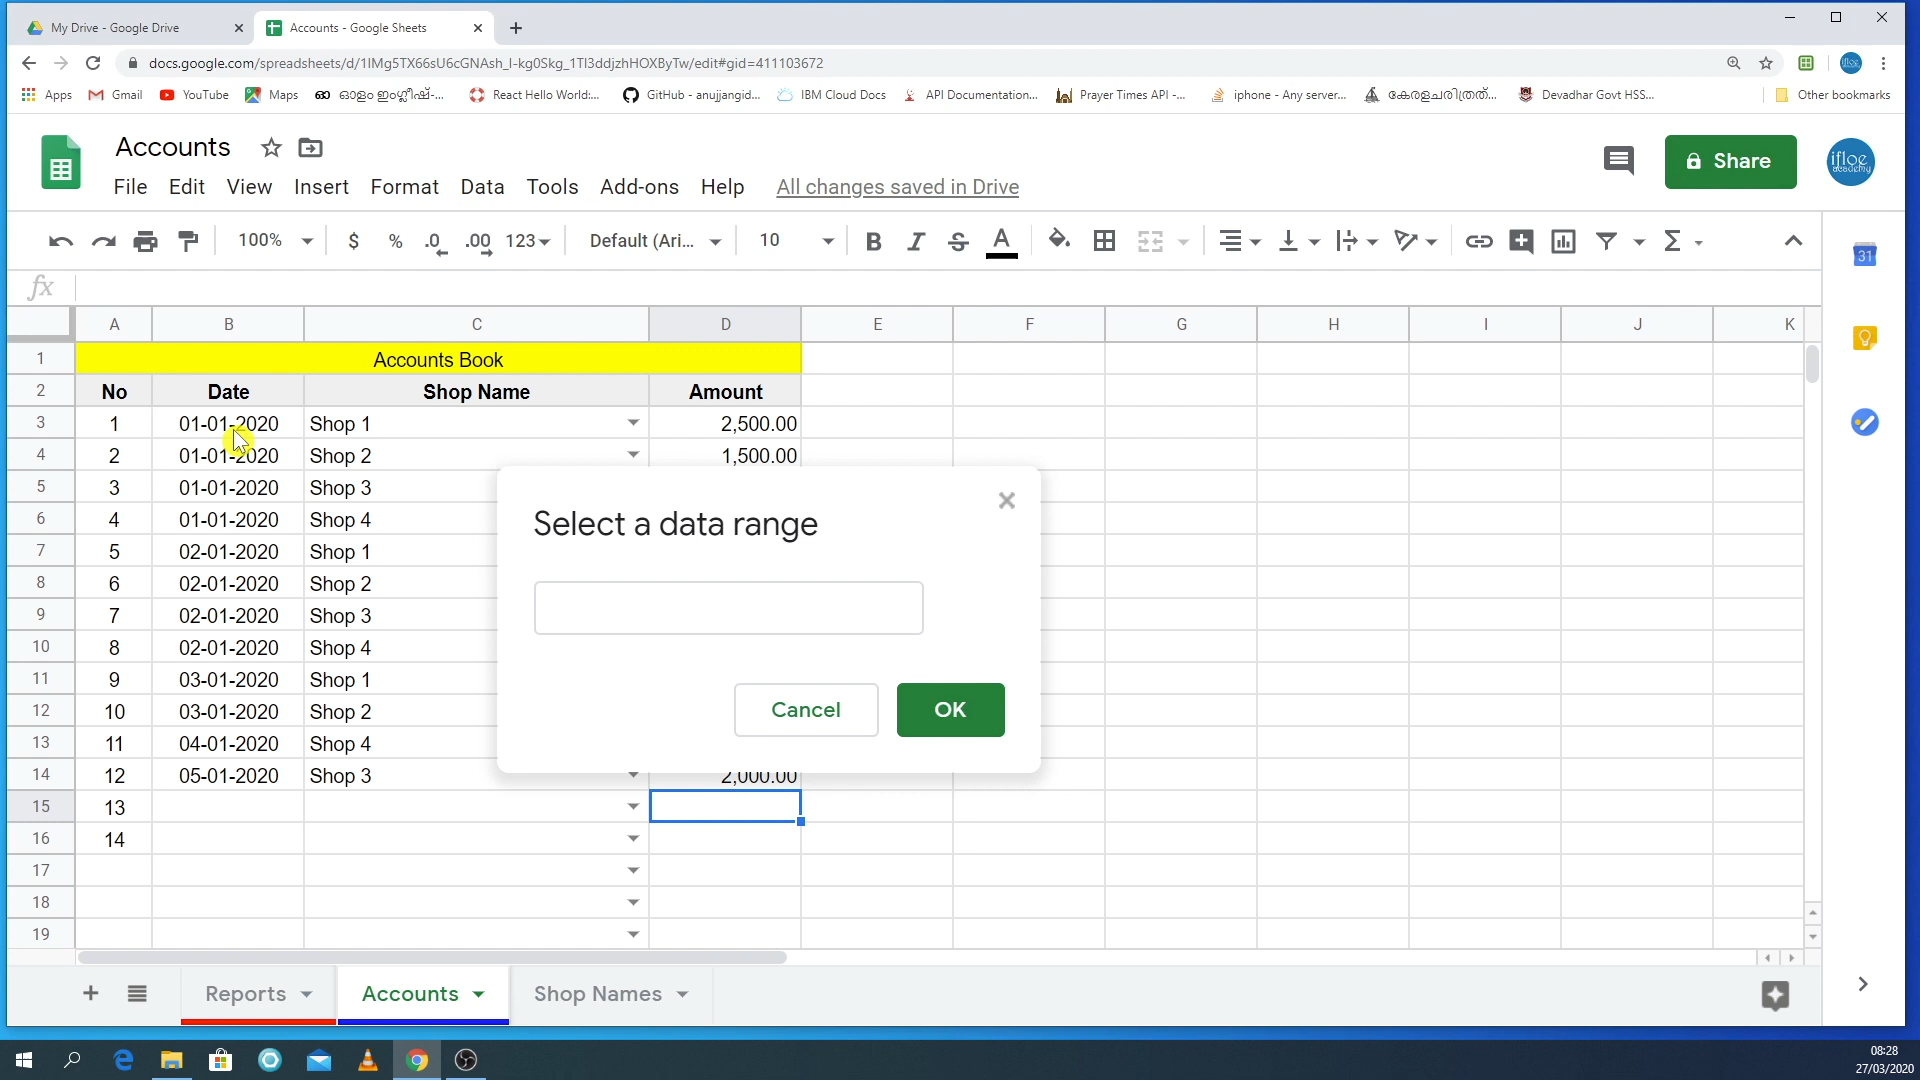 My Drive - Google Drive
Accounts - Google Sheets
docs.google.com/spreadsheets/d/1IMg5TX66sU6cGNAsh_I-kg0Skg_1TI3ddjzhHOXByTw/edit#gid=411103672
Apps Gmail YouTube Maps ഓളം ഇംഗ്ലീഷ്-... React Hello World:... GitHub - anujjangid... IBM Cloud Docs API Documentation... Prayer Times API -... iphone - Any server... കേരളചരിത്രത്... Devadhar Govt HSS... Other bookmarks
Accounts
Share
ifloe academy
File Edit View Insert Format Data Tools Add-ons Help All changes saved in Drive
100% $ % .0 .00 123 Default (Ari... 10 B I S A Σ
31
fx
A B C D E F G H I J K
1 Accounts Book
2 No Date Shop Name Amount
3 1 01-01-2020 Shop 1 2,500.00
4 2 01-01-2020 Shop 2 1,500.00
5 3 01-01-2020 Shop 3
6 4 01-01-2020 Shop 4
7 5 02-01-2020 Shop 1
8 6 02-01-2020 Shop 2
9 7 02-01-2020 Shop 3
10 8 02-01-2020 Shop 4
11 9 03-01-2020 Shop 1
12 10 03-01-2020 Shop 2
13 11 04-01-2020 Shop 4
14 12 05-01-2020 Shop 3 2,000.00
15 13
16 14
17
18
19
Select a data range
Cancel OK
Reports Accounts Shop Names
08:28
27/03/2020